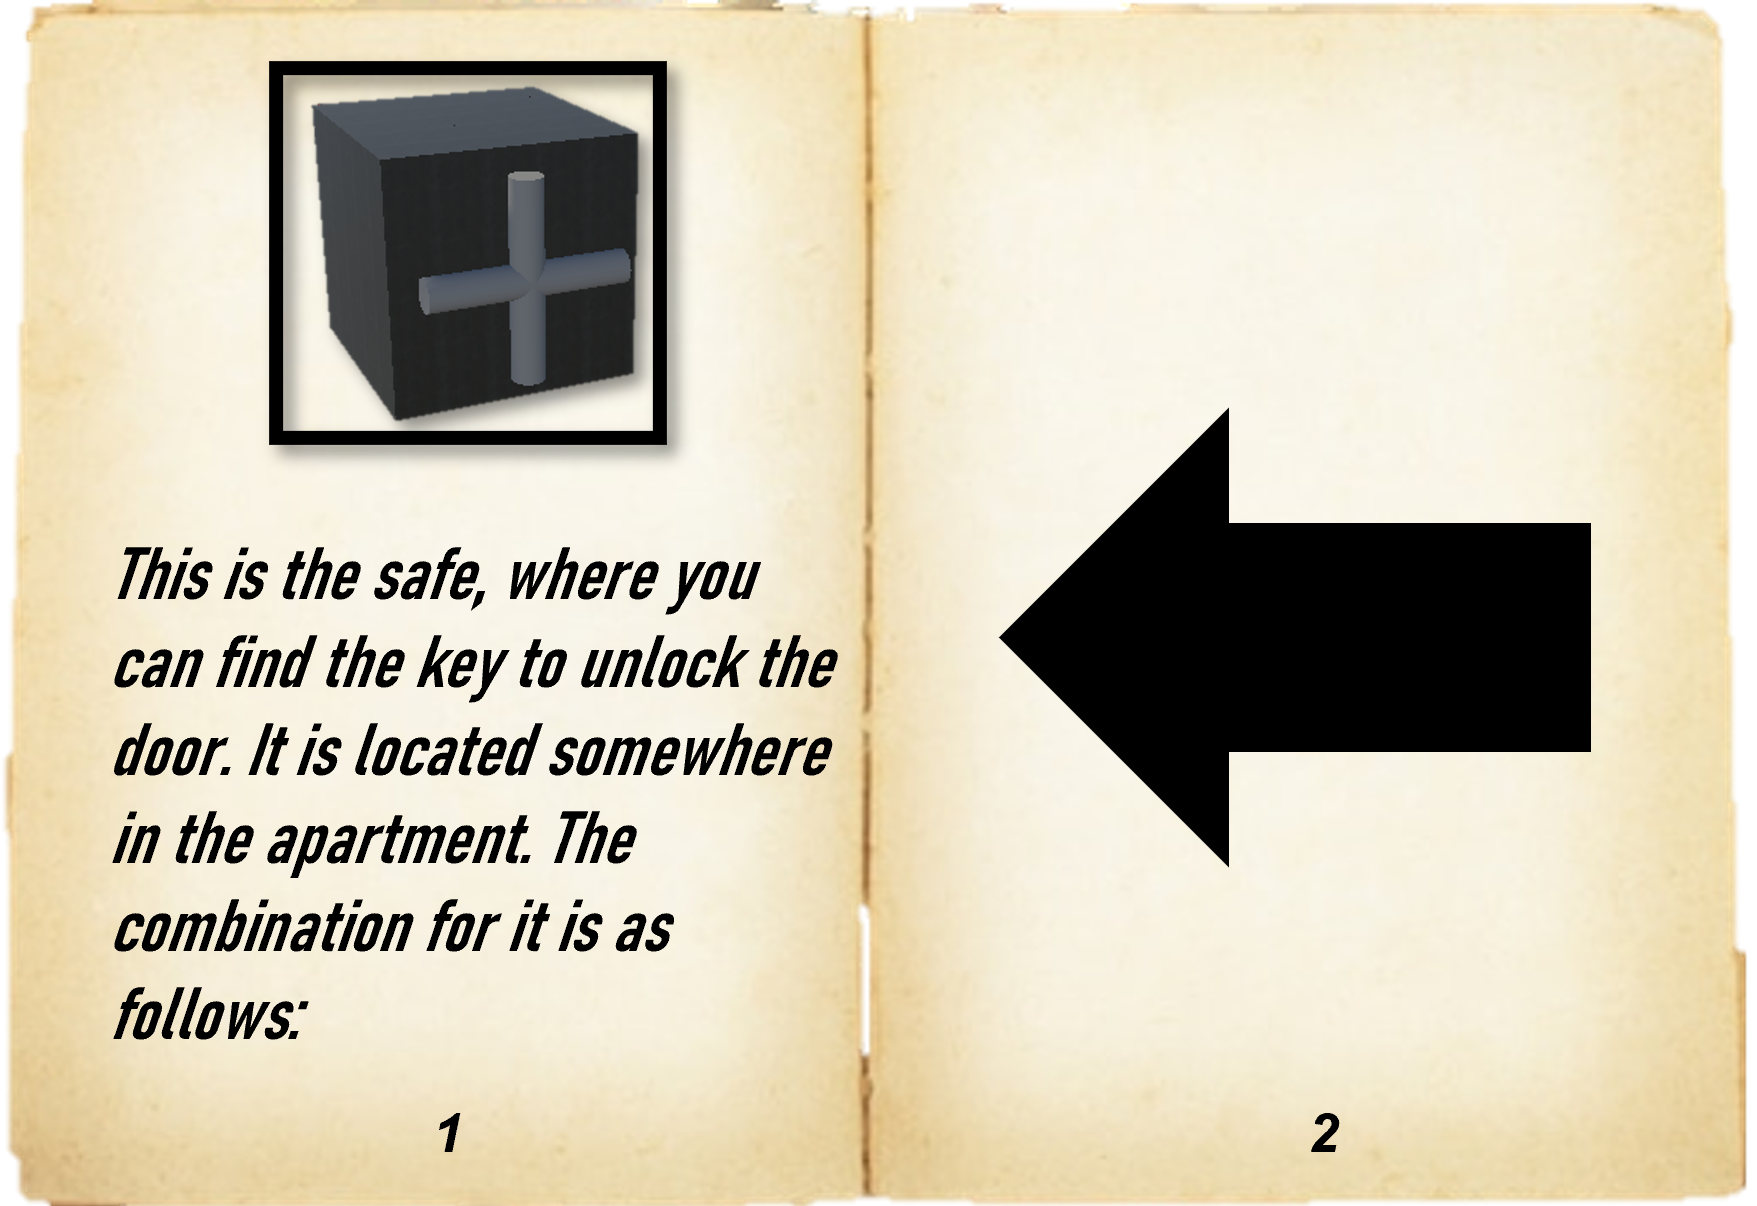 This is the safe, where you
can find the key to unlock the
door. It is located somewhere
in the apartment. The
combination for it is as
follows:
1
2